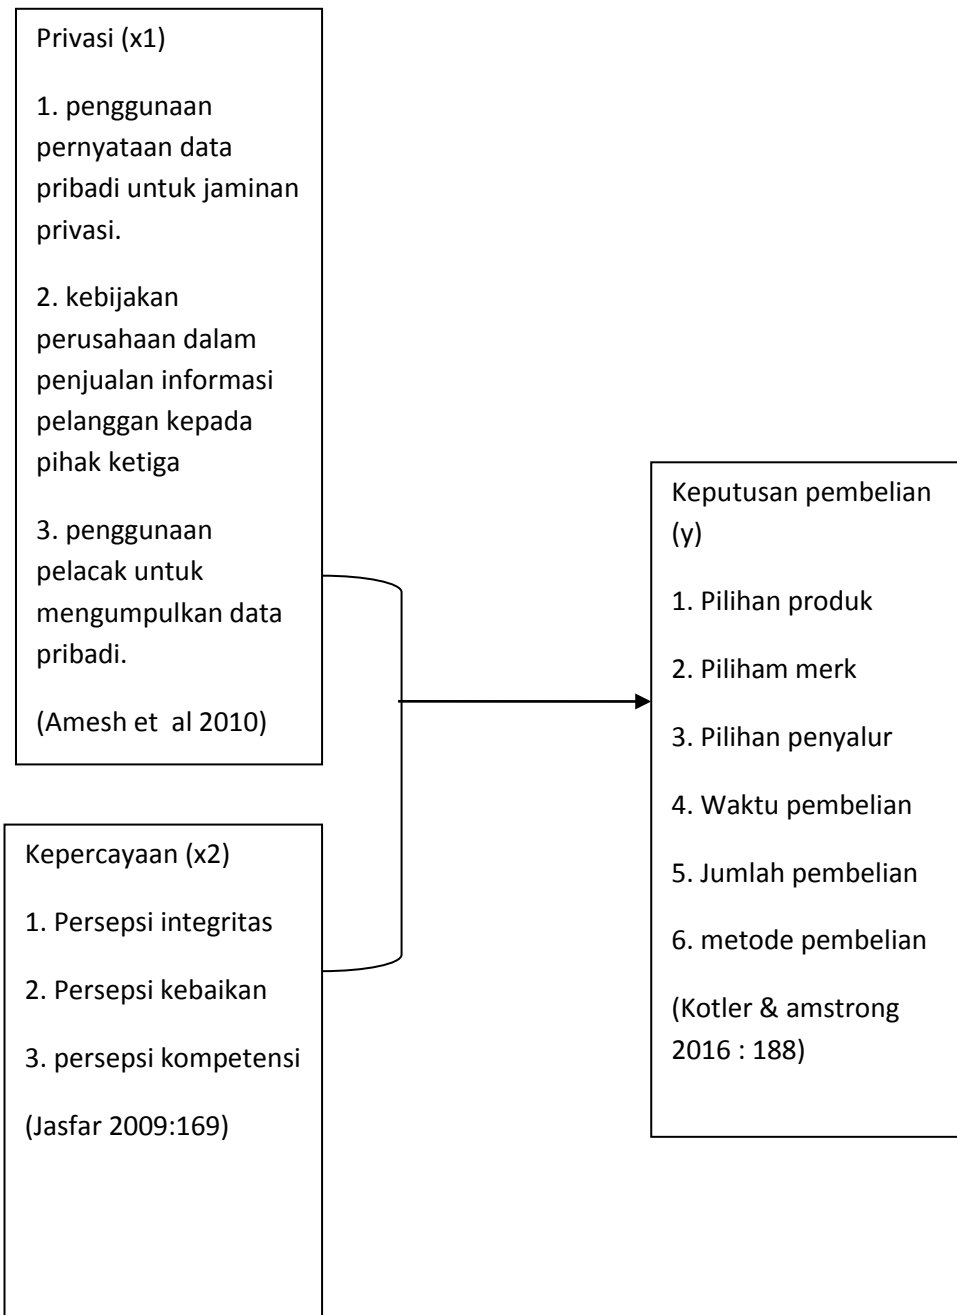 Privasi (x1)
1. penggunaan
pernyataan data
pribadi untuk jaminan
privasi.
2. kebijakan
perusahaan dalam
penjualan informasi
pelanggan kepada
pihak ketiga
3. penggunaan
pelacak untuk
mengumpulkan data
pribadi.
(Amesh et  al 2010)
Kepercayaan (x2)
1. Persepsi integritas
2. Persepsi kebaikan
3. persepsi kompetensi
(Jasfar 2009:169)
Keputusan pembelian
(y)
1. Pilihan produk
2. Piliham merk
3. Pilihan penyalur
4. Waktu pembelian
5. Jumlah pembelian
6. metode pembelian
(Kotler & amstrong
2016 : 188)